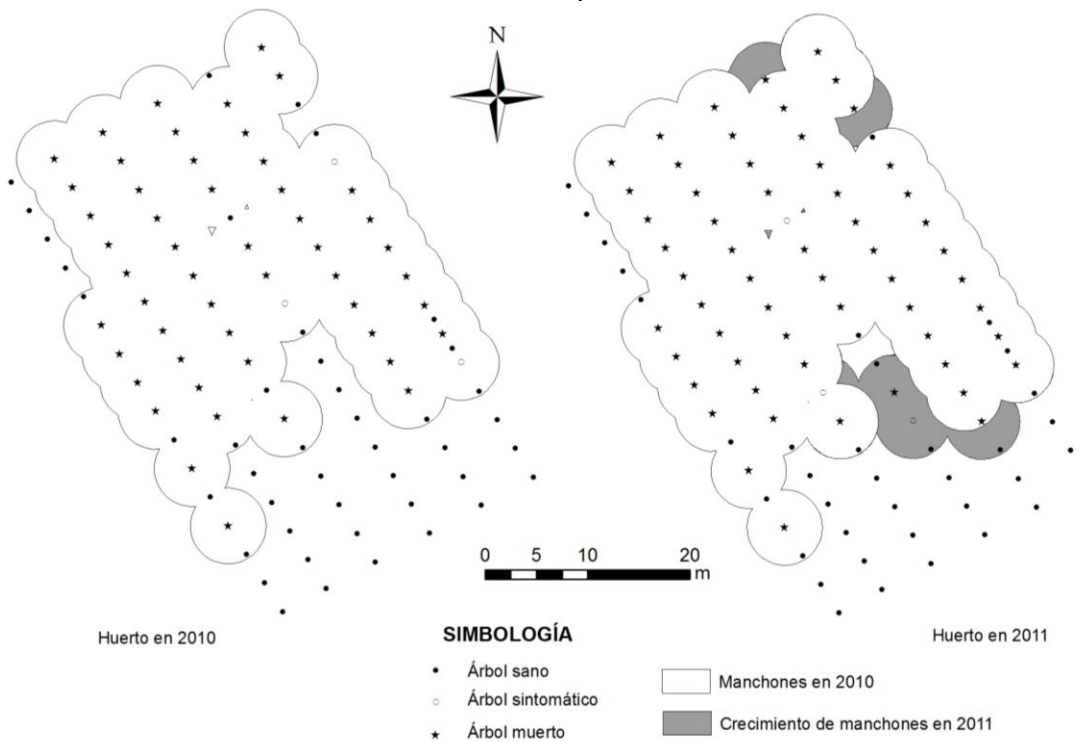 N
0 5 10 20
m
Huerto en 2010
Huerto en 2011
SIMBOLOGÍA
Árbol sano
Árbol sintomático
Árbol muerto
Manchones en 2010
Crecimiento de manchones en 2011